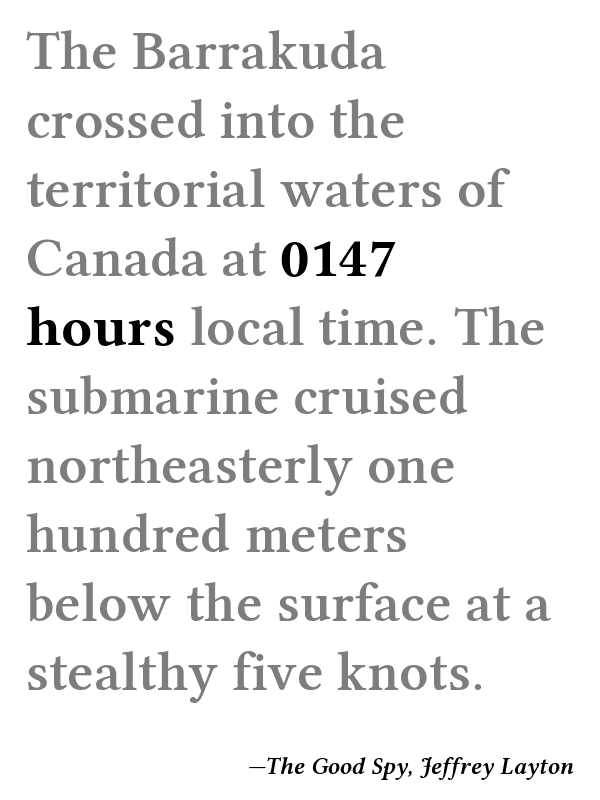 The Barrakuda
crossed into the
territorial waters of
Canada at 0147
hours local time. The
submarine cruised
northeasterly one
hundred meters
below the surface at a
stealthy five knots.
—The Good Spy, Jeffrey Layton